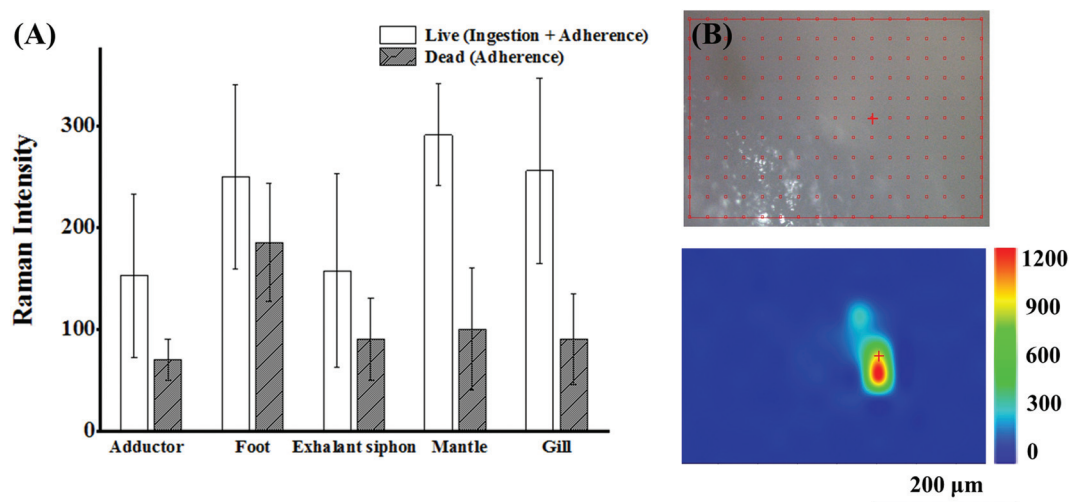 (A)
Live (Ingestion + Adherence)
Dead (Adherence)
Raman Intensity
300
200
100
0
Adductor Foot Exhalant siphon Mantle Gill
(B)
1200
900
600
300
0
200 µm